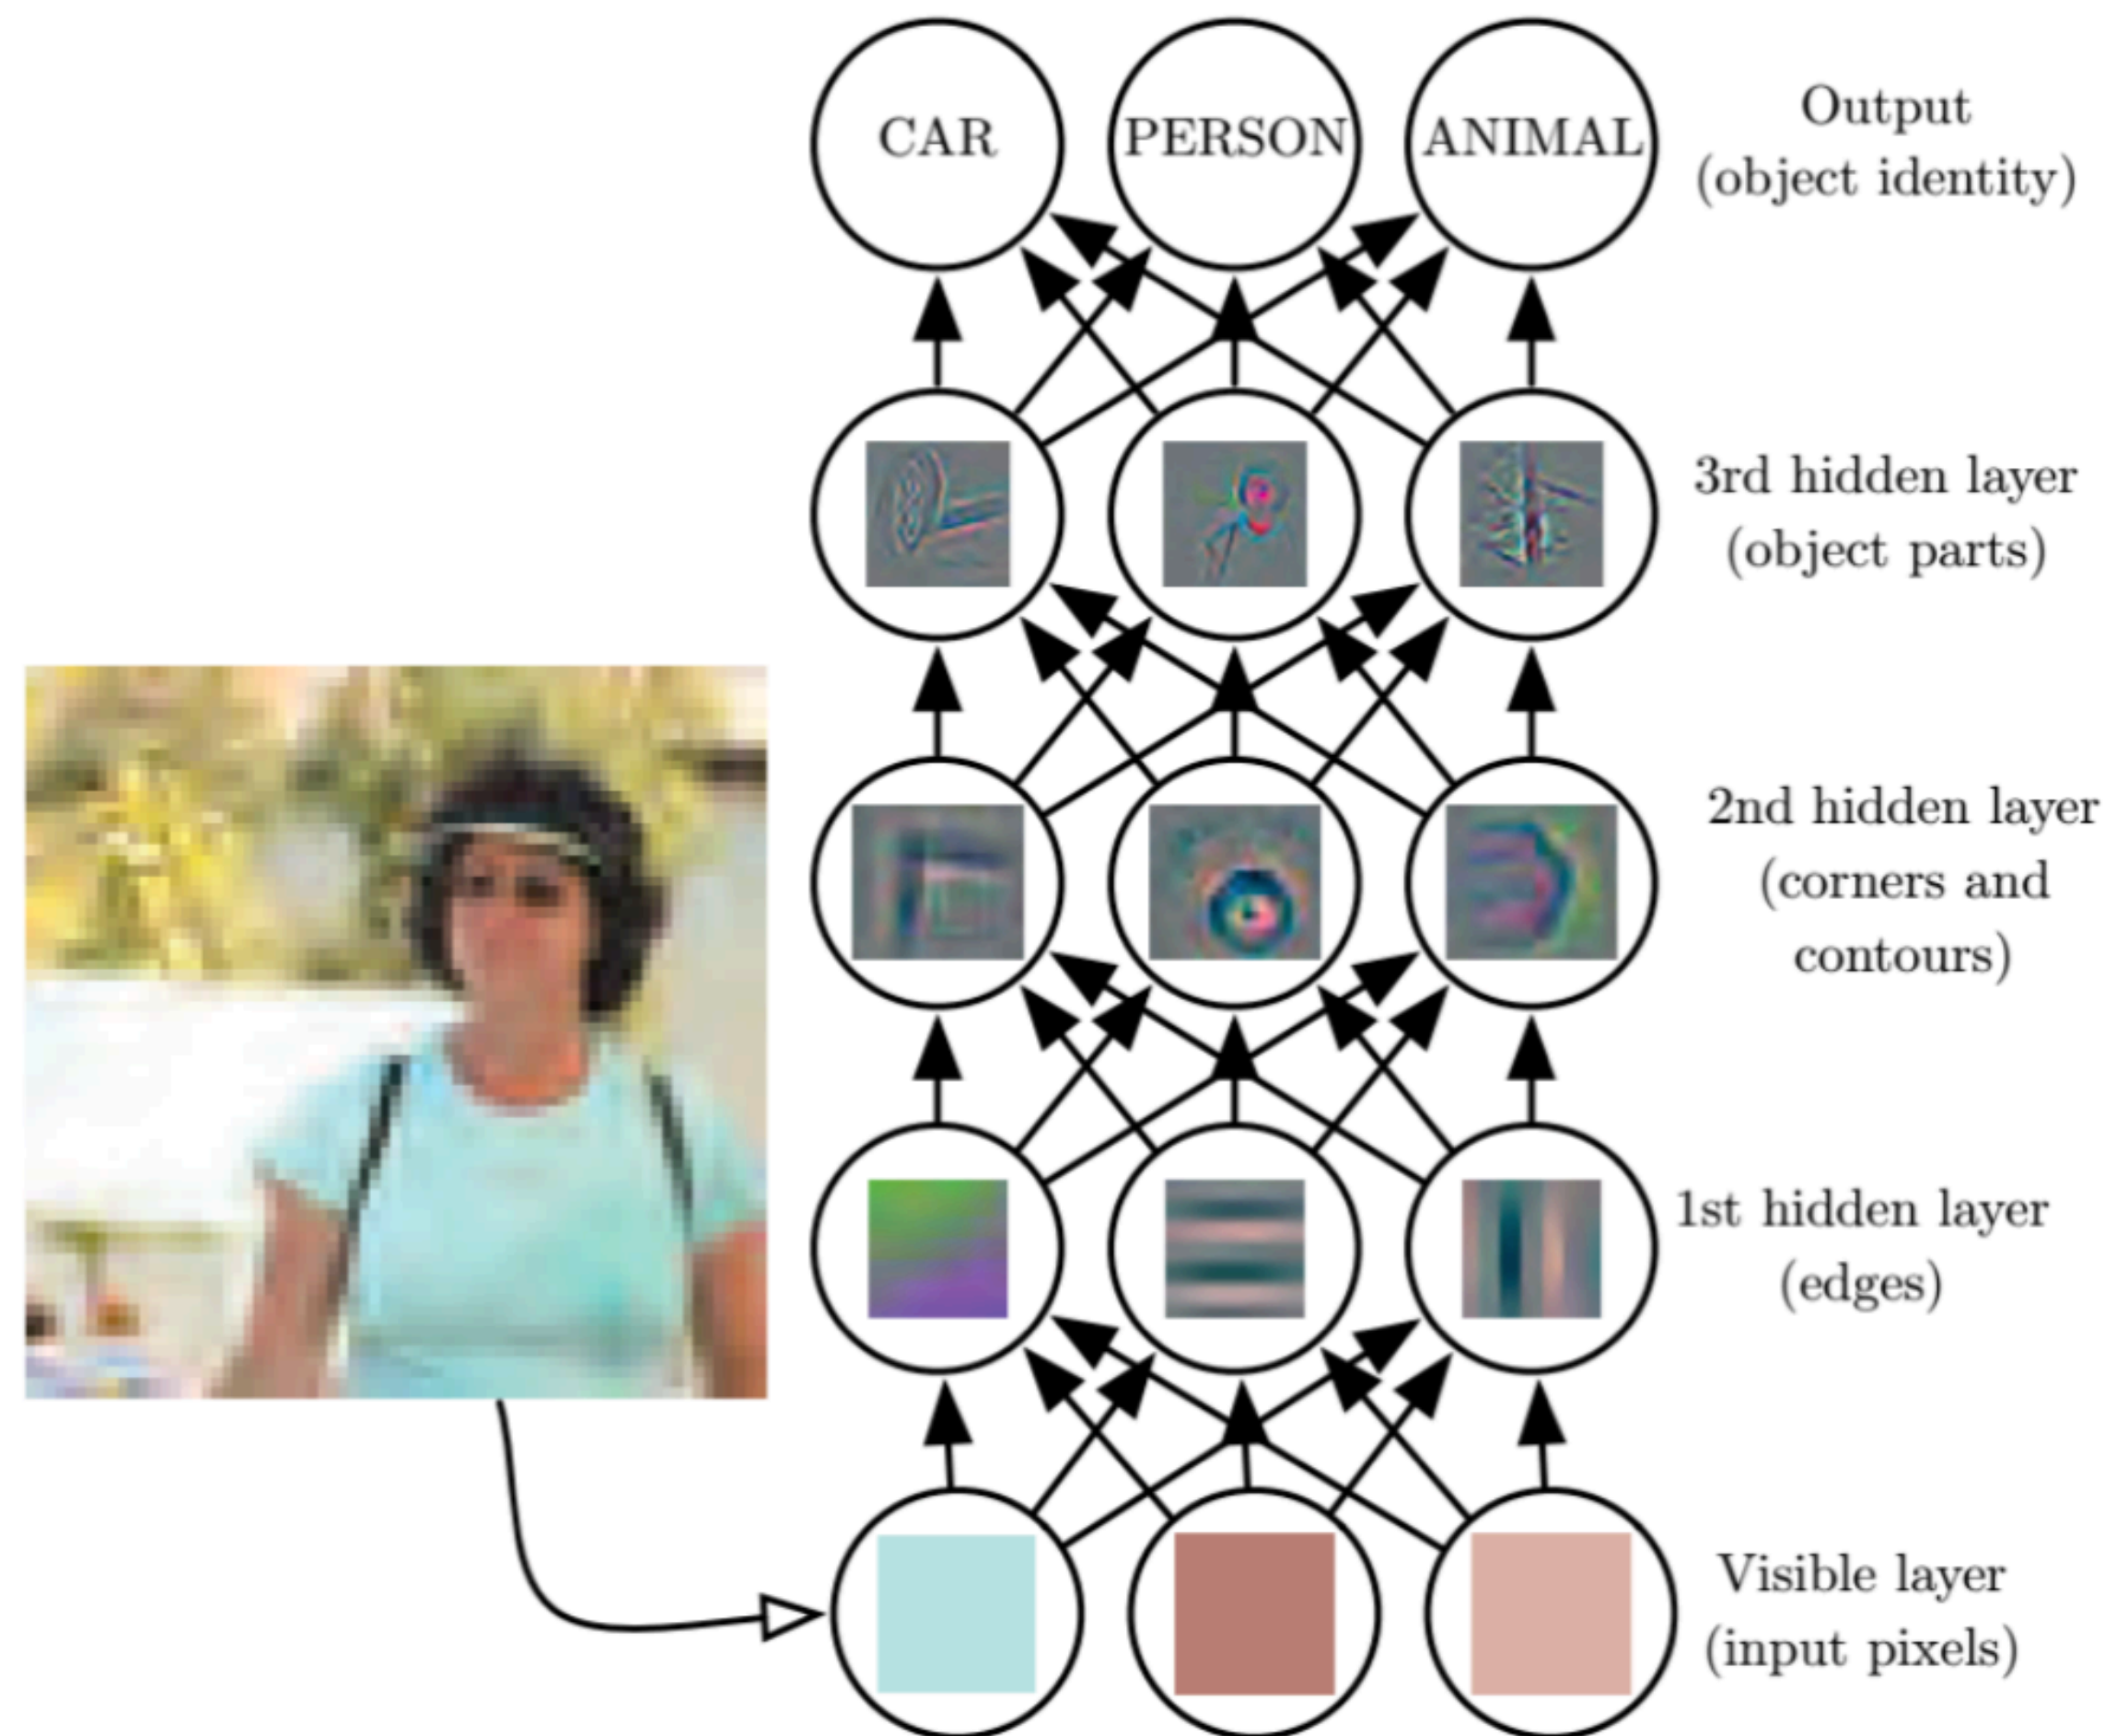 CAR
PERSON
ANIMAL
Output
(object identity)
3rd hidden layer
(object parts)
2nd hidden layer
(corners and
contours)
1st hidden layer
(edges)
Visible layer
(input pixels)